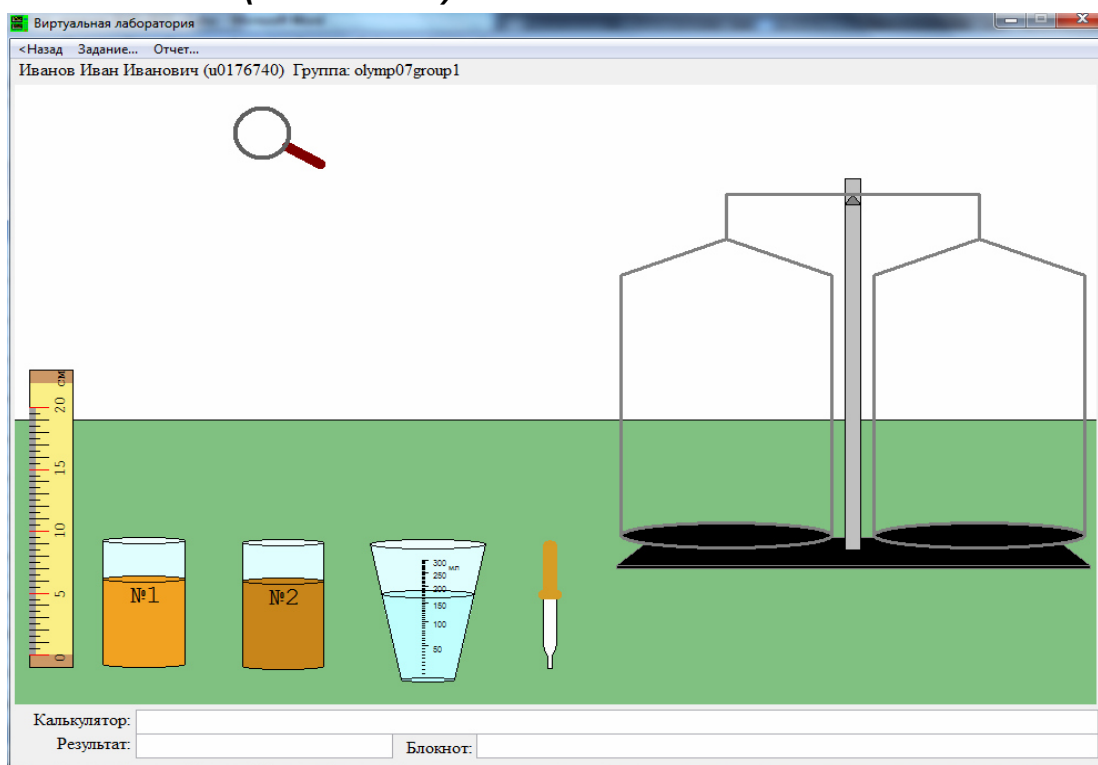 Виртуальная лаборатория
<Назад Задание... Отчет...
Иванов Иван Иванович (u0176740) Группа: olymp07group1
см
20
15
10
5
0
№1
№2
300 мл
250
200
150
100
50
Калькулятор:
Результат:
Блокнот: